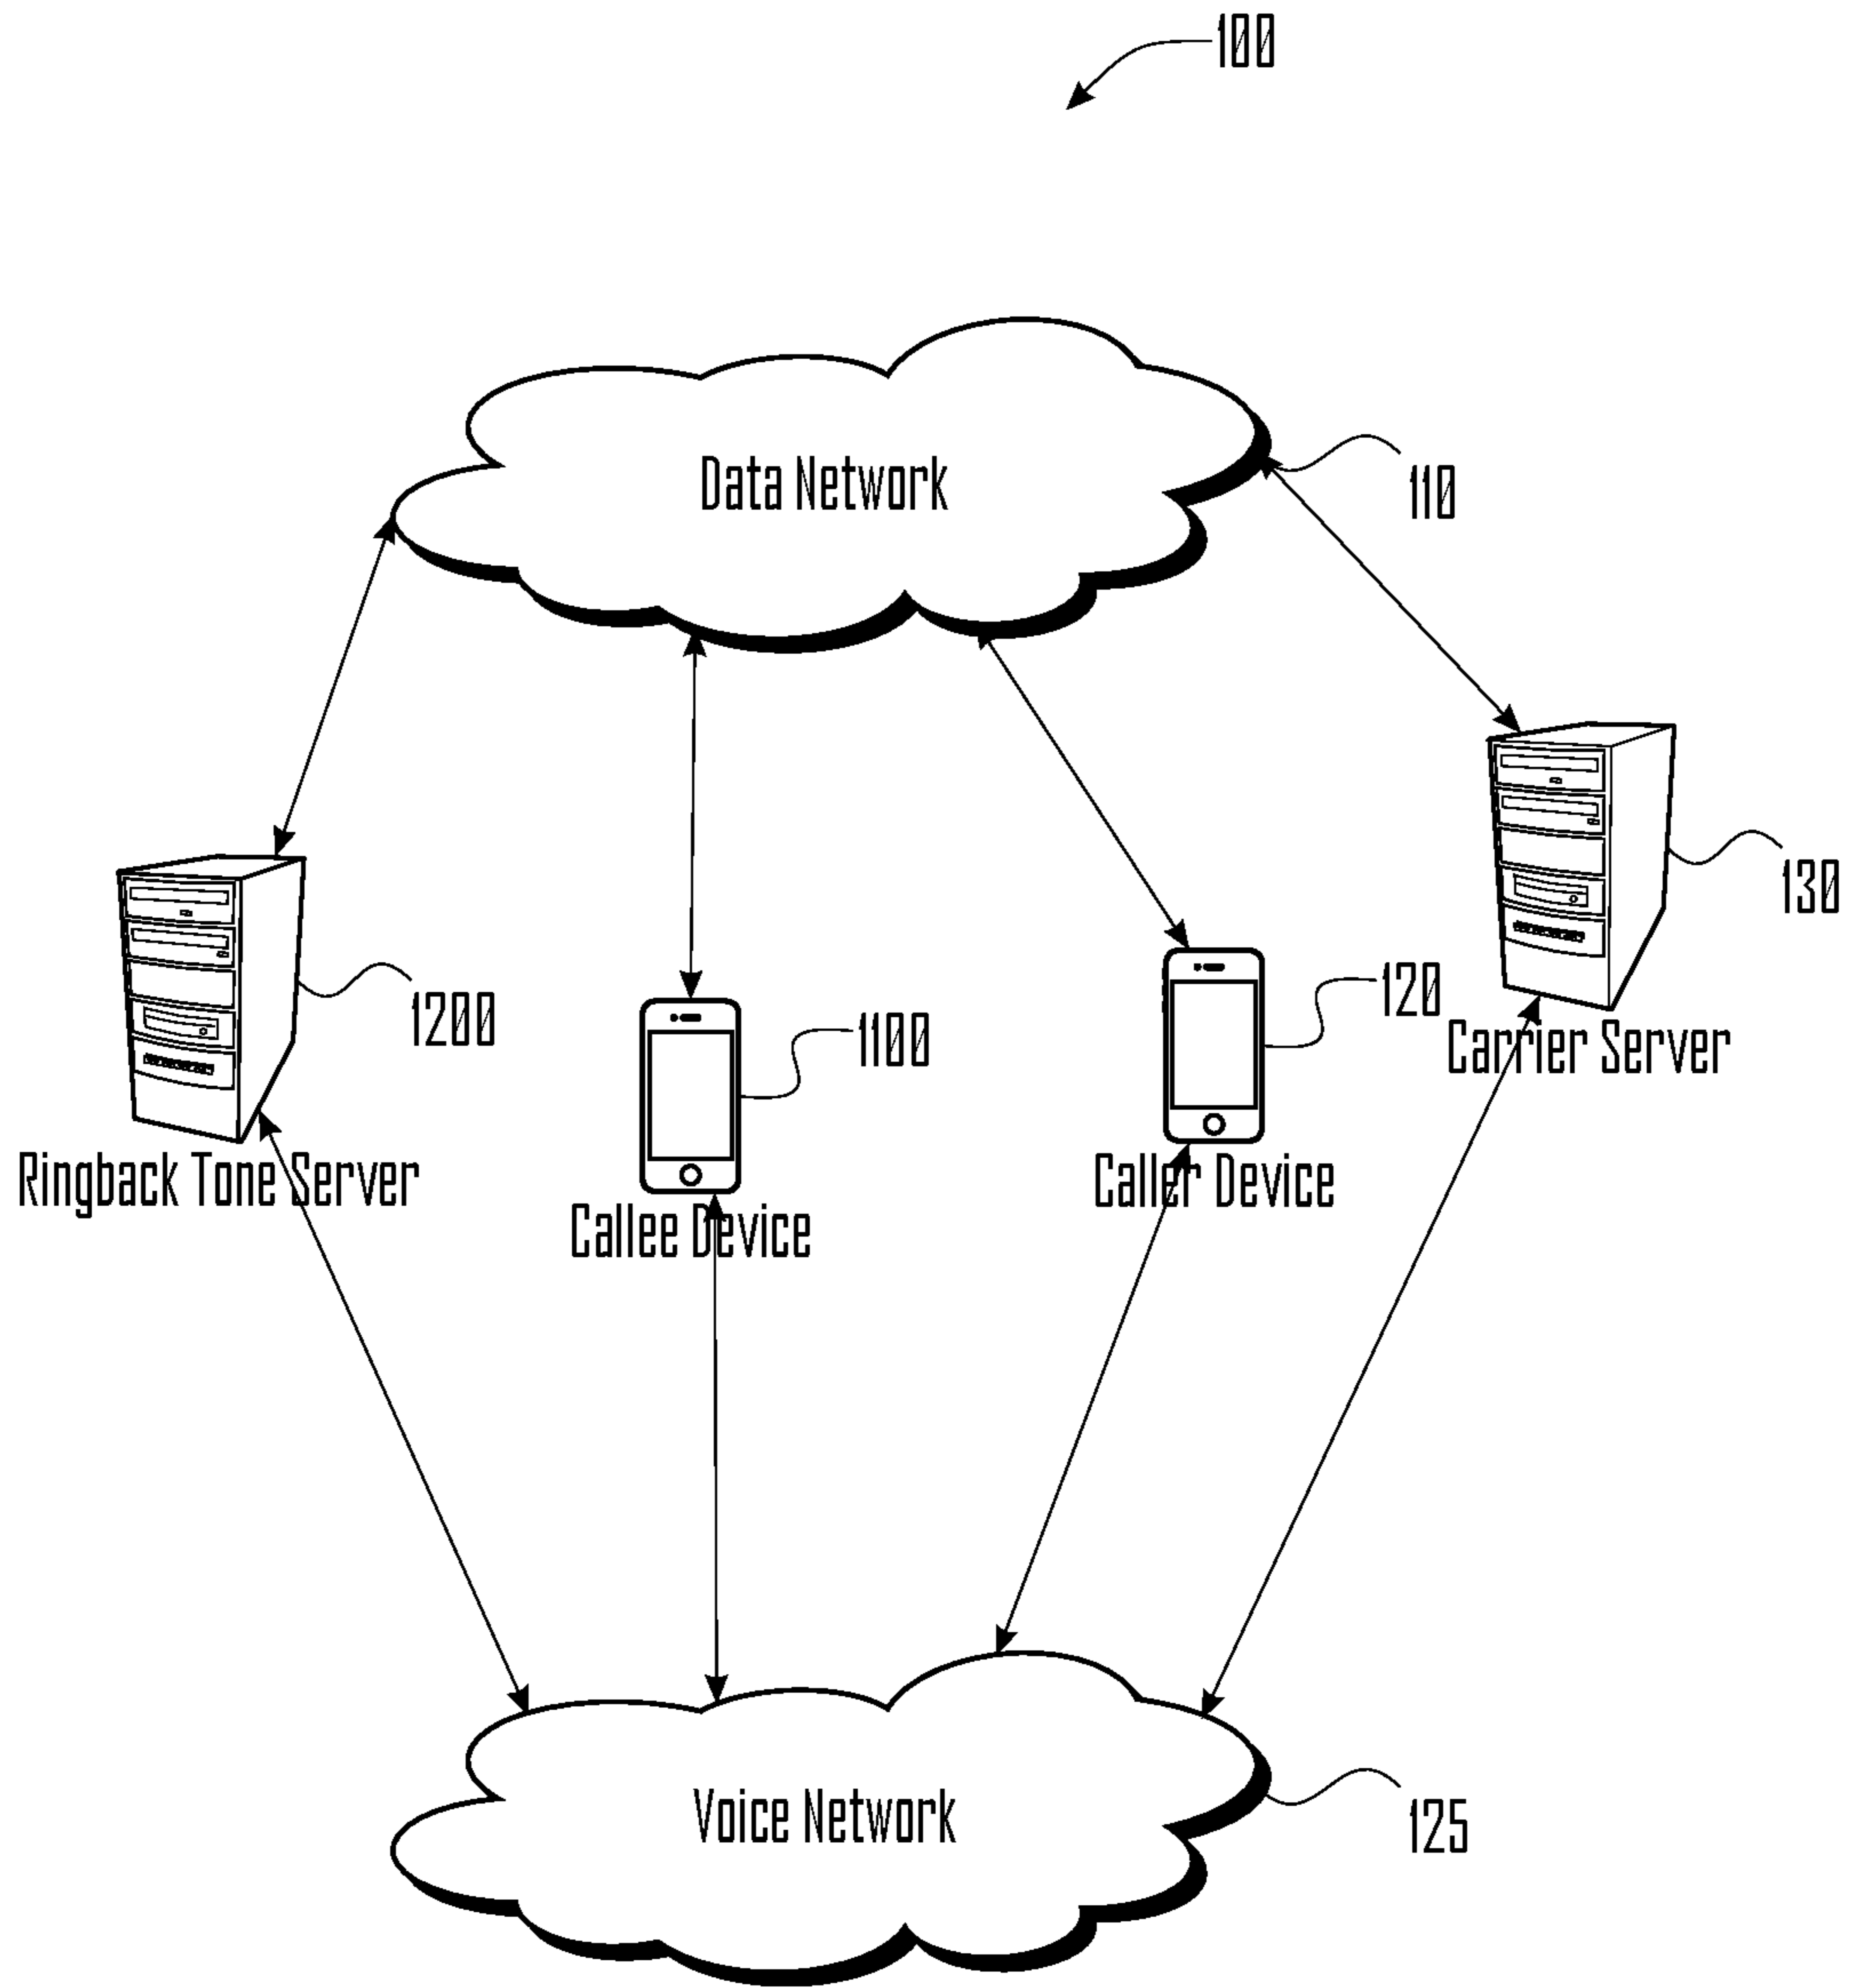 100
Data Network
110
130
120
1200
1100
Carrier Server
Ringback Tone Server
Caller Device
Callee Device
Voice Network
125